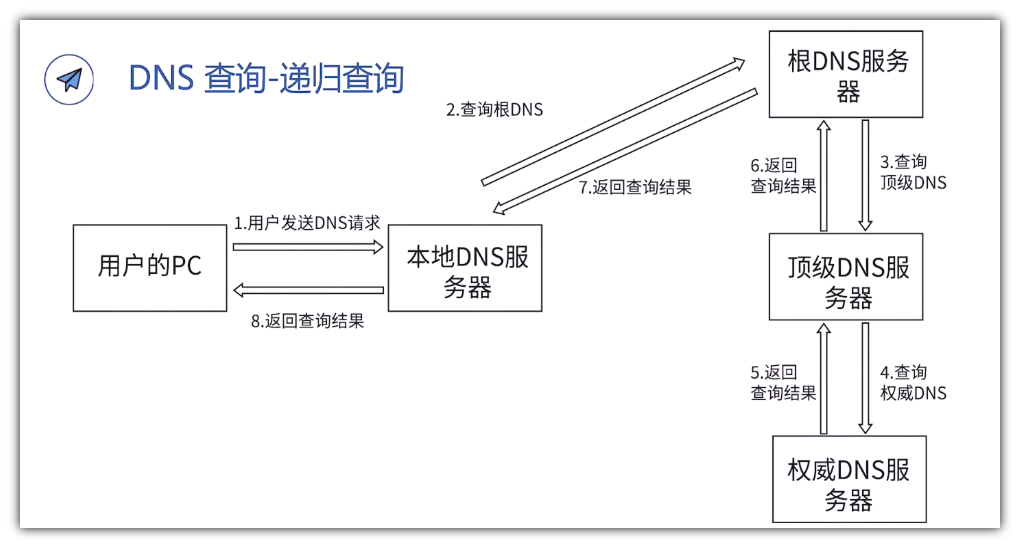 DNS 查询-递归查询
根DNS服务
器
2.查询根DNS
7.返回查询结果
6.返回
查询结果
3.查询
顶级DNS
1.用户发送DNS请求
用户的PC
本地DNS服
务器
8.返回查询结果
顶级DNS服
务器
5.返回
查询结果
4.查询
权威DNS
权威DNS服
务器